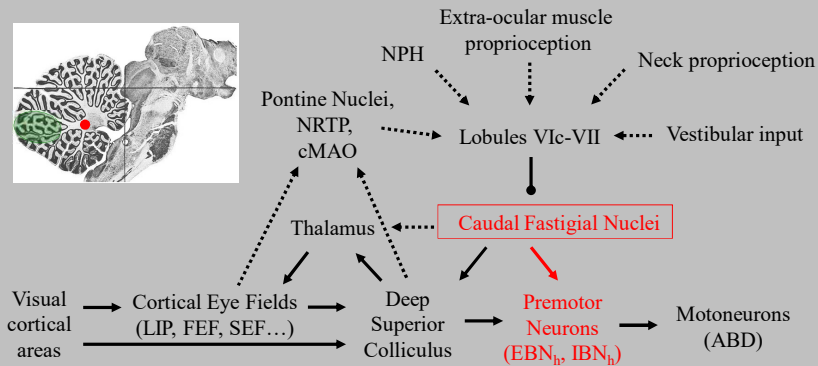 Extra-ocular muscle
proprioception
NPH
Neck proprioception
Pontine Nuclei,
NRTP,
cMAO
Lobules VIc-VII
Vestibular input
Caudal Fastigial Nuclei
Thalamus
Visual
cortical
areas
Cortical Eye Fields
(LIP, FEF, SEF…)
Deep
Superior
Colliculus
Premotor
Neurons
(EBNh, IBNh)
Motoneurons
(ABD)